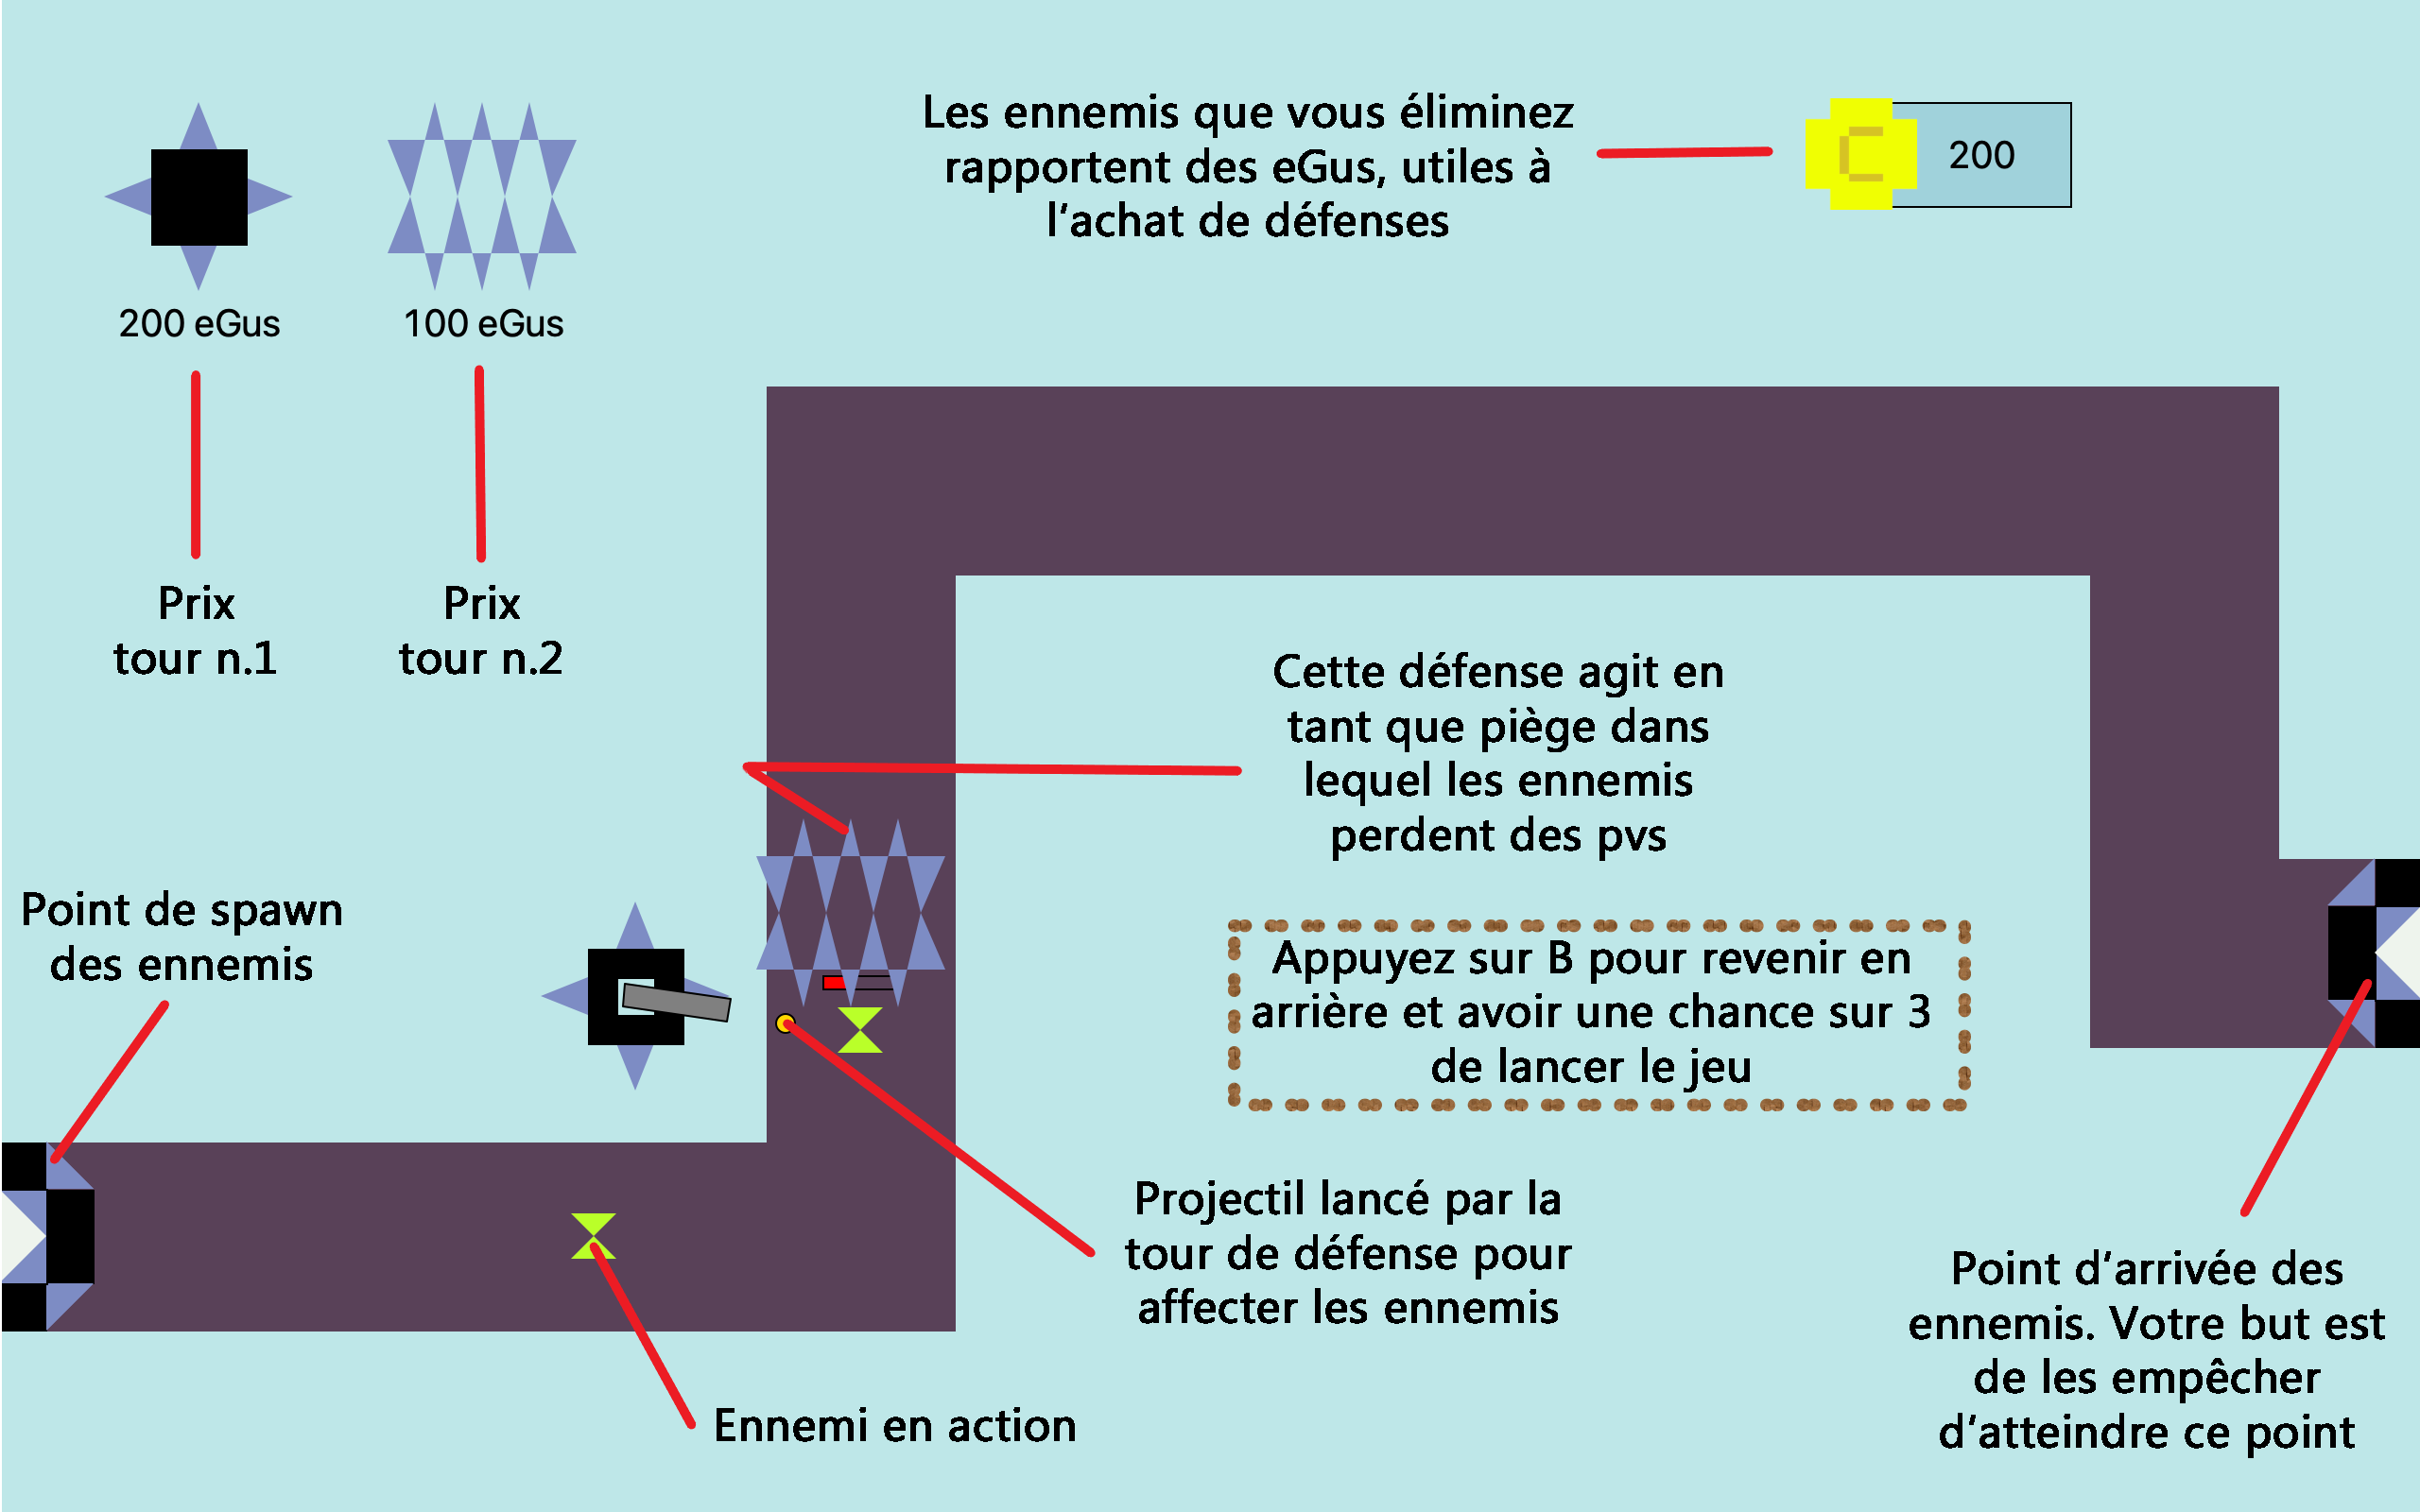 Les ennemis que vous éliminez
rapportent des eGus, utiles à
l'achat de défenses
C
200
200 eGus
100 eGus
Prix
tour n.1
Prix
tour n.2
Cette défense agit en
tant que piège dans
lequel les ennemis
perdent des pvs
Point de spawn
des ennemis
Appuyez sur B pour revenir en
arrière et avoir une chance sur 3
de lancer le jeu
Projectil lancé par la
tour de défense pour
affecter les ennemis
Point d'arrivée des
ennemis. Votre but est
de les empêcher
d'atteindre ce point
Ennemi en action